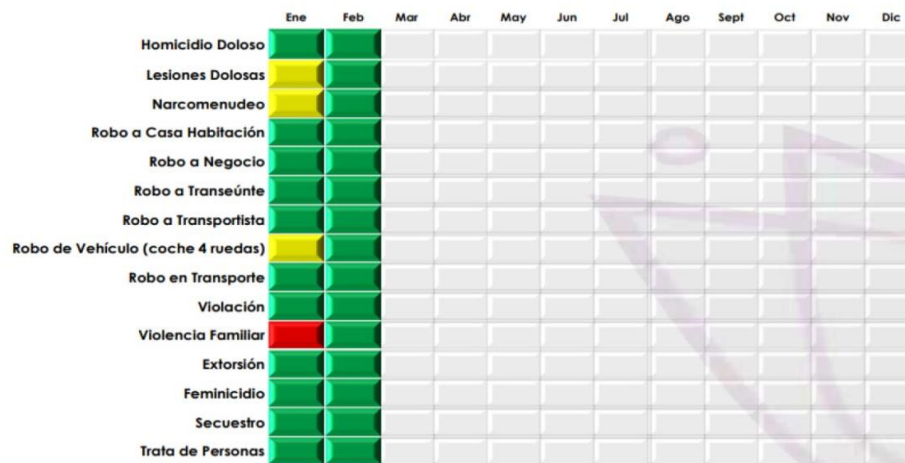 Ene Feb Mar Abr May Jun Jul Ago Sept Oct Nov Dic
Homicidio Doloso
Lesiones Dolosas
Narcomenudeo
Robo a Casa Habitación
Robo a Negocio
Robo a Transeúnte
Robo a Transportista
Robo de Vehículo (coche 4 ruedas)
Robo en Transporte
Violación
Violencia Familiar
Extorsión
Feminicidio
Secuestro
Trata de Personas